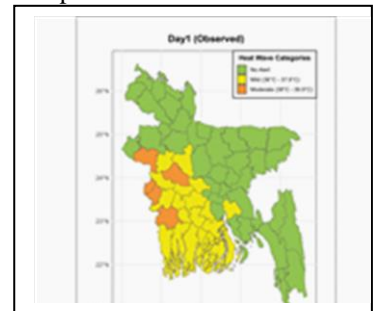 Day1 (Observed)
Heat Wave Categories
No Alert
Mild (36°C - 37.9°C)
Moderate (38°C - 39.9°C)
26°N
25°N
24°N
23°N
22°N